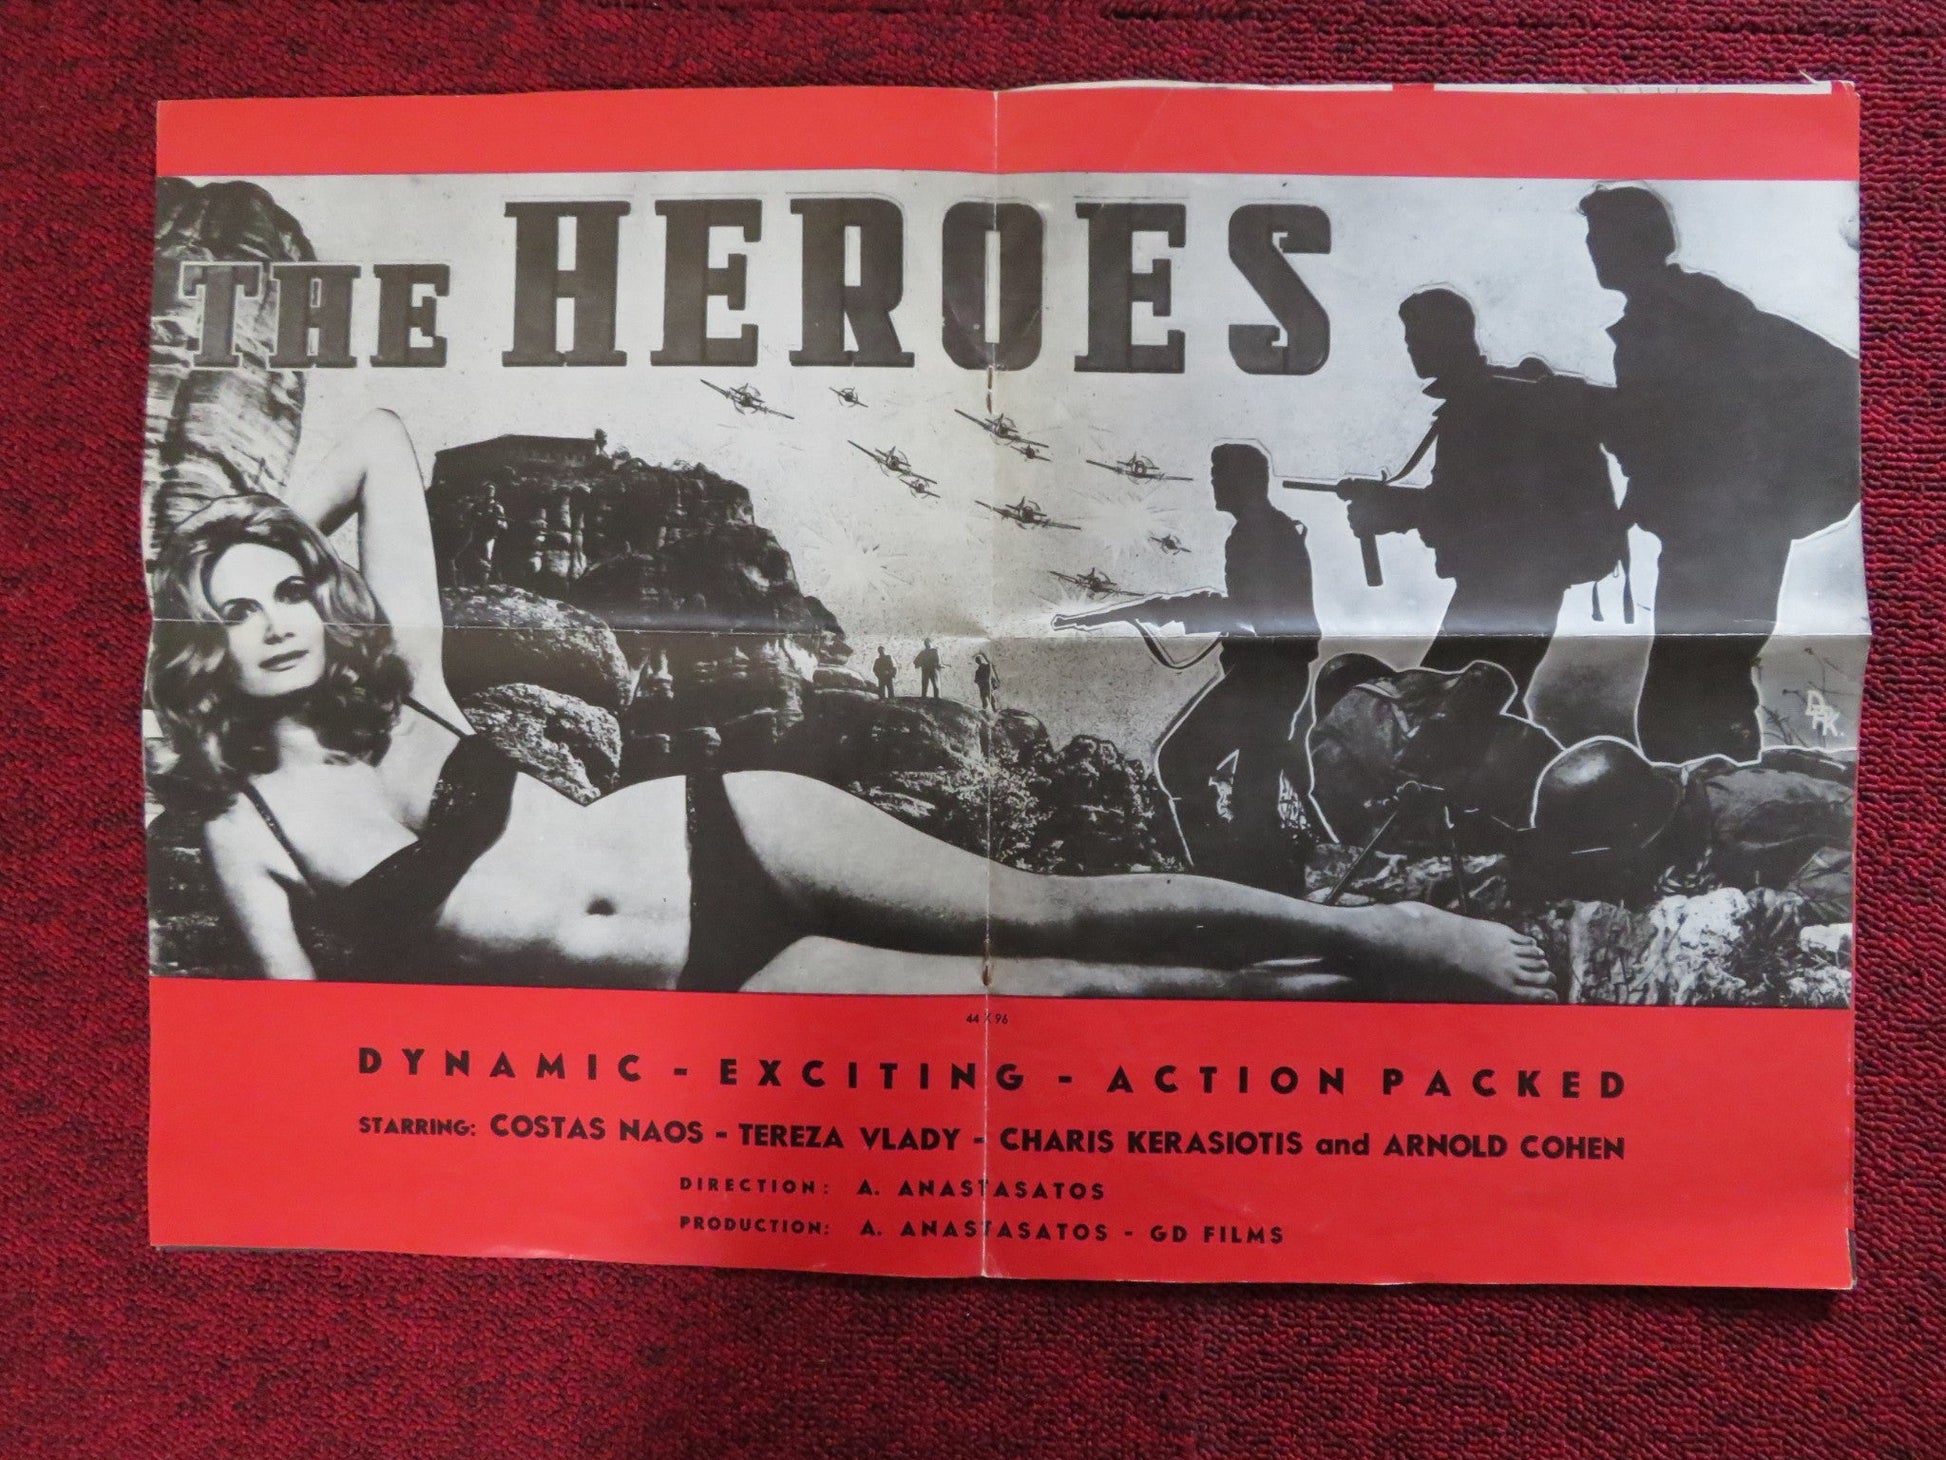 THE HEROES
DRK.
44 X 96
DYNAMIC - EXCITING - ACTION PACKED
STARRING: COSTAS NAOS - TEREZA VLADY - CHARIS KERASIOTIS and ARNOLD COHEN
DIRECTION: A. ANASTASATOS
PRODUCTION: A. ANASTASATOS - GD FILMS